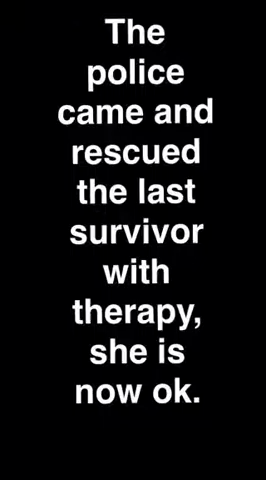 The
police
came and
rescued
the last
survivor
with
therapy,
she is
now ok.